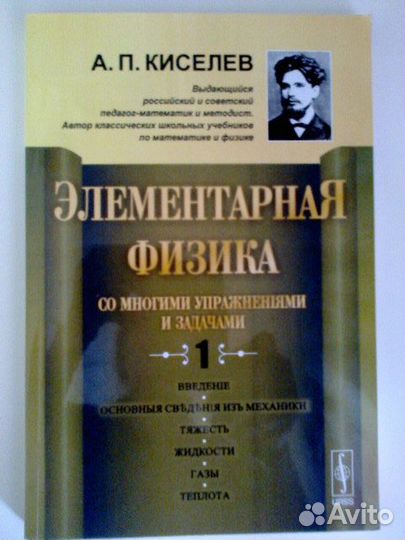 А. П. КИСЕЛЕВ
Выдающийся
российский и советский
педагог-математик и методист.
Автор классических школьных учебников
по математике и физике
ЭЛЕМЕНТАРНАЯ
ФИЗИКА
СО МНОГИМИ УПРАЖНЕНІЯМИ
И ЗАДАЧАМИ
1
ВВЕДЕНІЕ
ОСНОВНЫЯ СВѢДѢНІЯ ИЗЪ МЕХАНИКИ
ТЯЖЕСТЬ
ЖИДКОСТИ
ГАЗЫ
ТЕПЛОТА
URSS
Avito